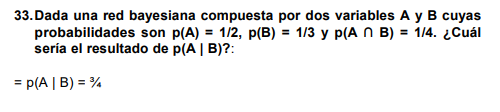 33. Dada una red bayesiana compuesta por dos variables A y B cuyas
probabilidades son p(A) = 1/2, p(B) = 1/3 y p(A ∩ B) = 1/4. ¿Cuál
sería el resultado de p(A | B)?:
= p(A | B) = ¾